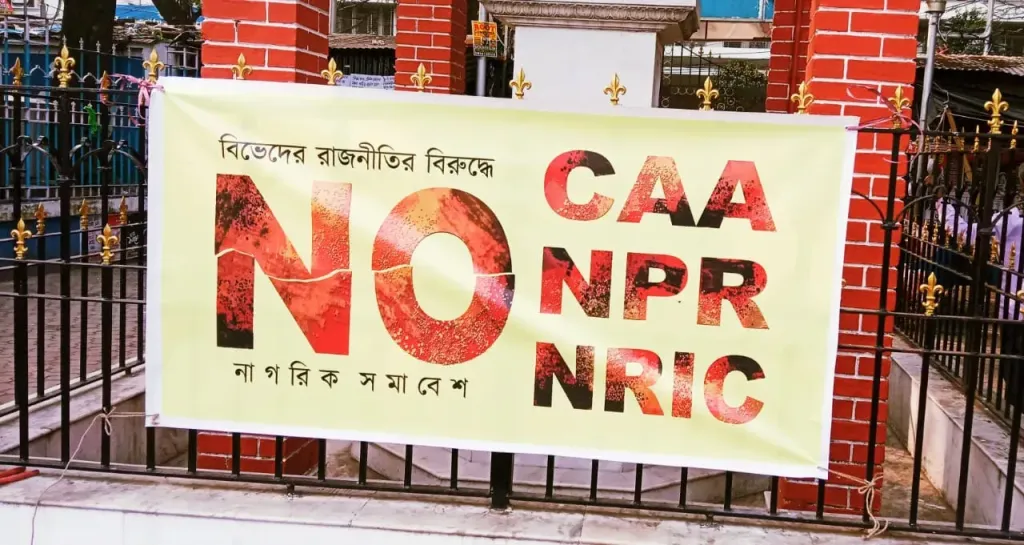 বিভেদের রাজনীতির বিরুদ্ধে
NO
CAA
NPR
NRIC
নাগরিক সমাবেশ